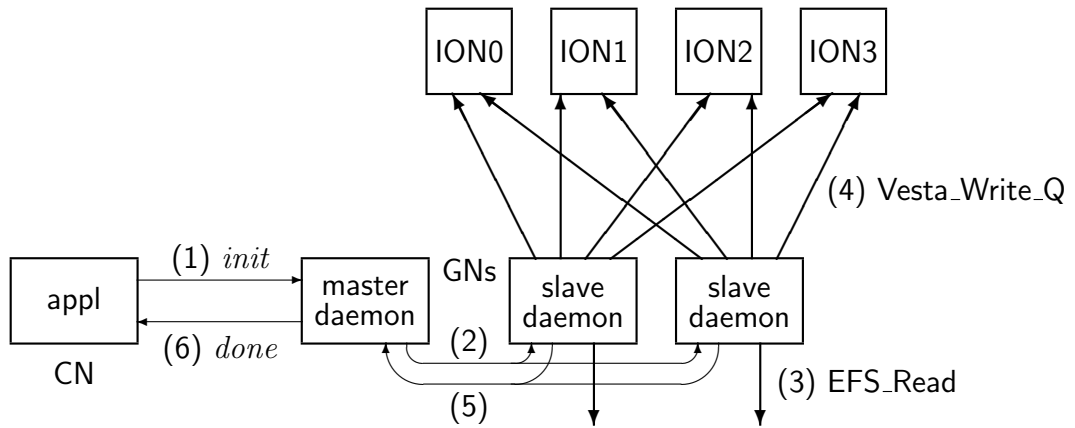 ION0
ION1
ION2
ION3
(4) Vesta_Write_Q
(1) init
GNs
appl
master
daemon
slave
daemon
slave
daemon
(6) done
(2)
CN
(3) EFS_Read
(5)